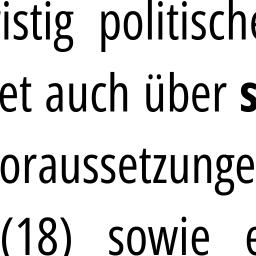 istig politische
et auch über s
oraussetzunge
(18) sowie e